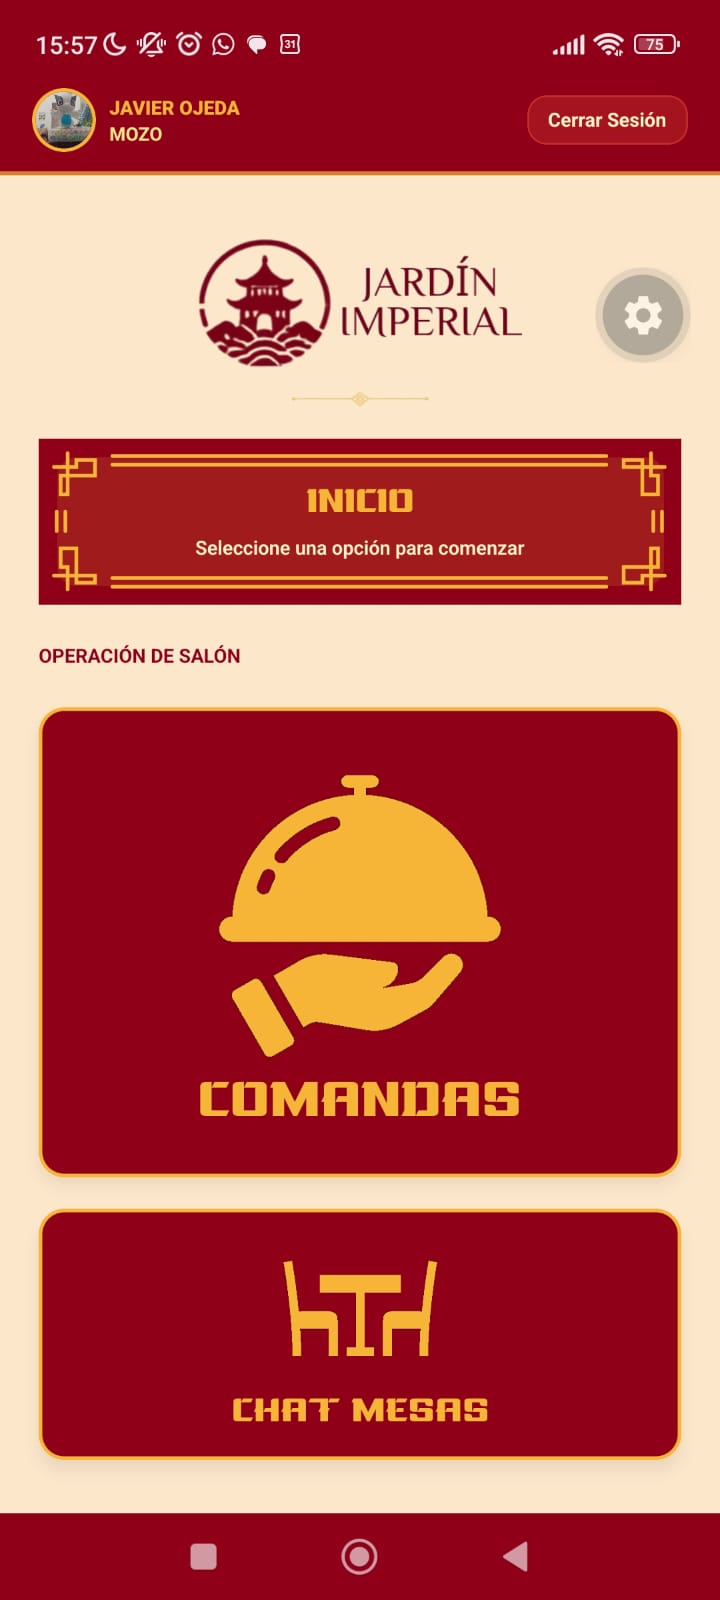 15:57
31
75
JAVIER OJEDA
MOZO
Cerrar Sesión
JARDÍN
IMPERIAL
INICIO
Seleccione una opción para comenzar
OPERACIÓN DE SALÓN
COMANDAS
CHAT MESAS